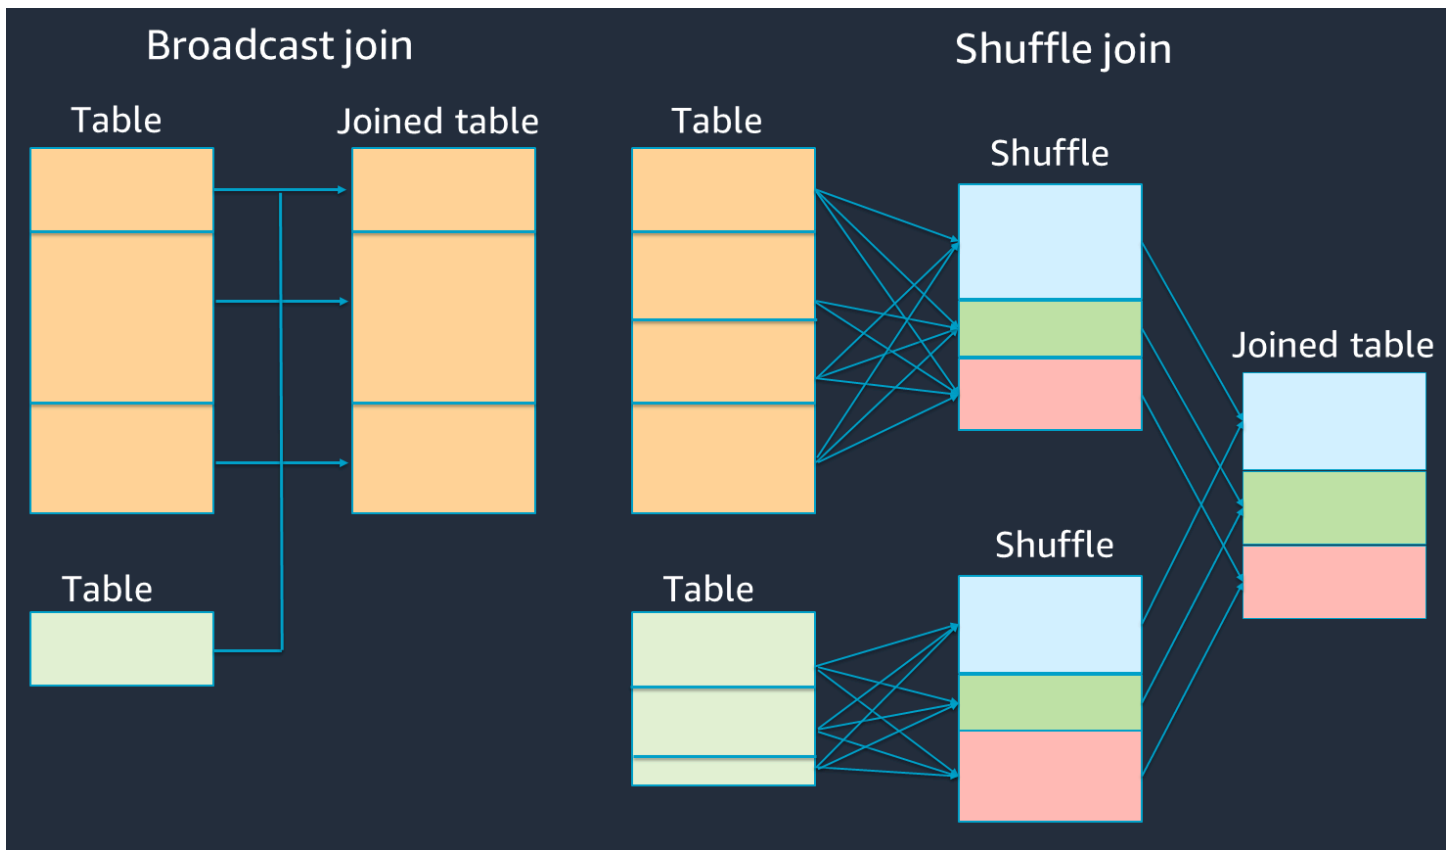 Broadcast join
Table
Joined table
Table
Shuffle join
Table
Shuffle
Joined table
Shuffle
Table